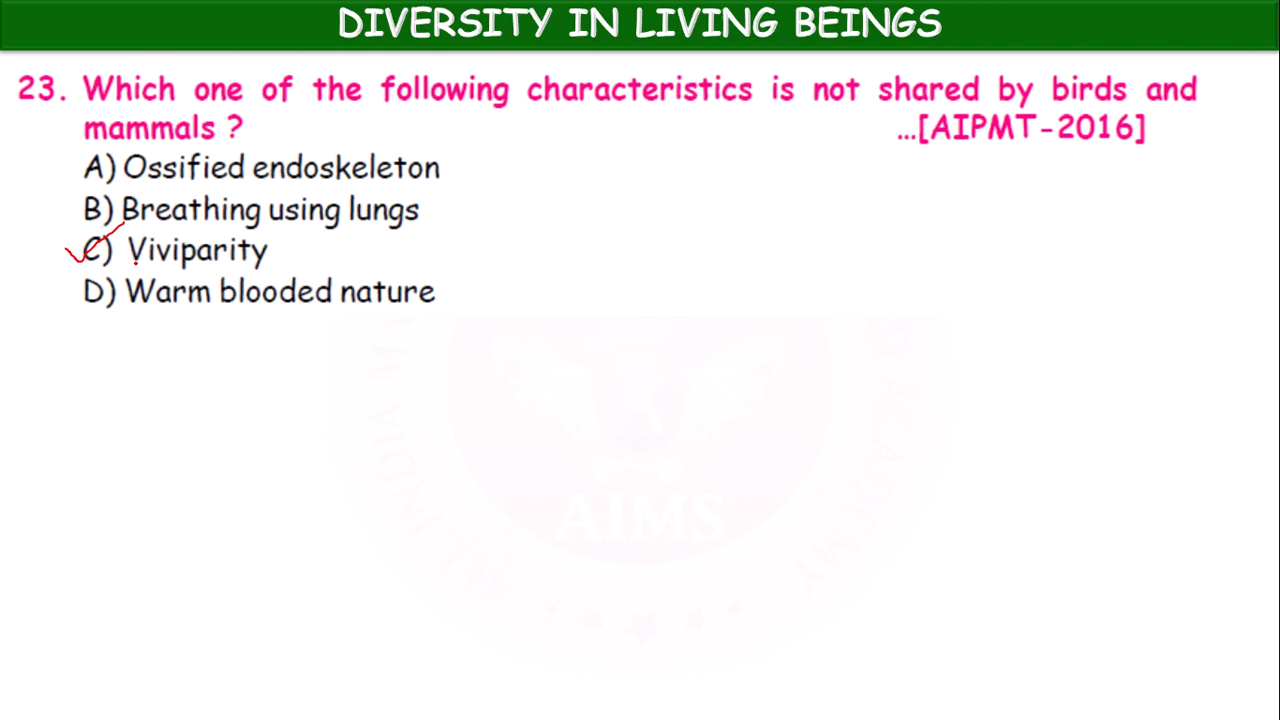 DIVERSITY IN LIVING BEINGS
23. Which one of the following characteristics is not shared by birds and
mammals ? ...[AIPMT-2016]
A) Ossified endoskeleton
B) Breathing using lungs
C) Viviparity
D) Warm blooded nature
AIMS